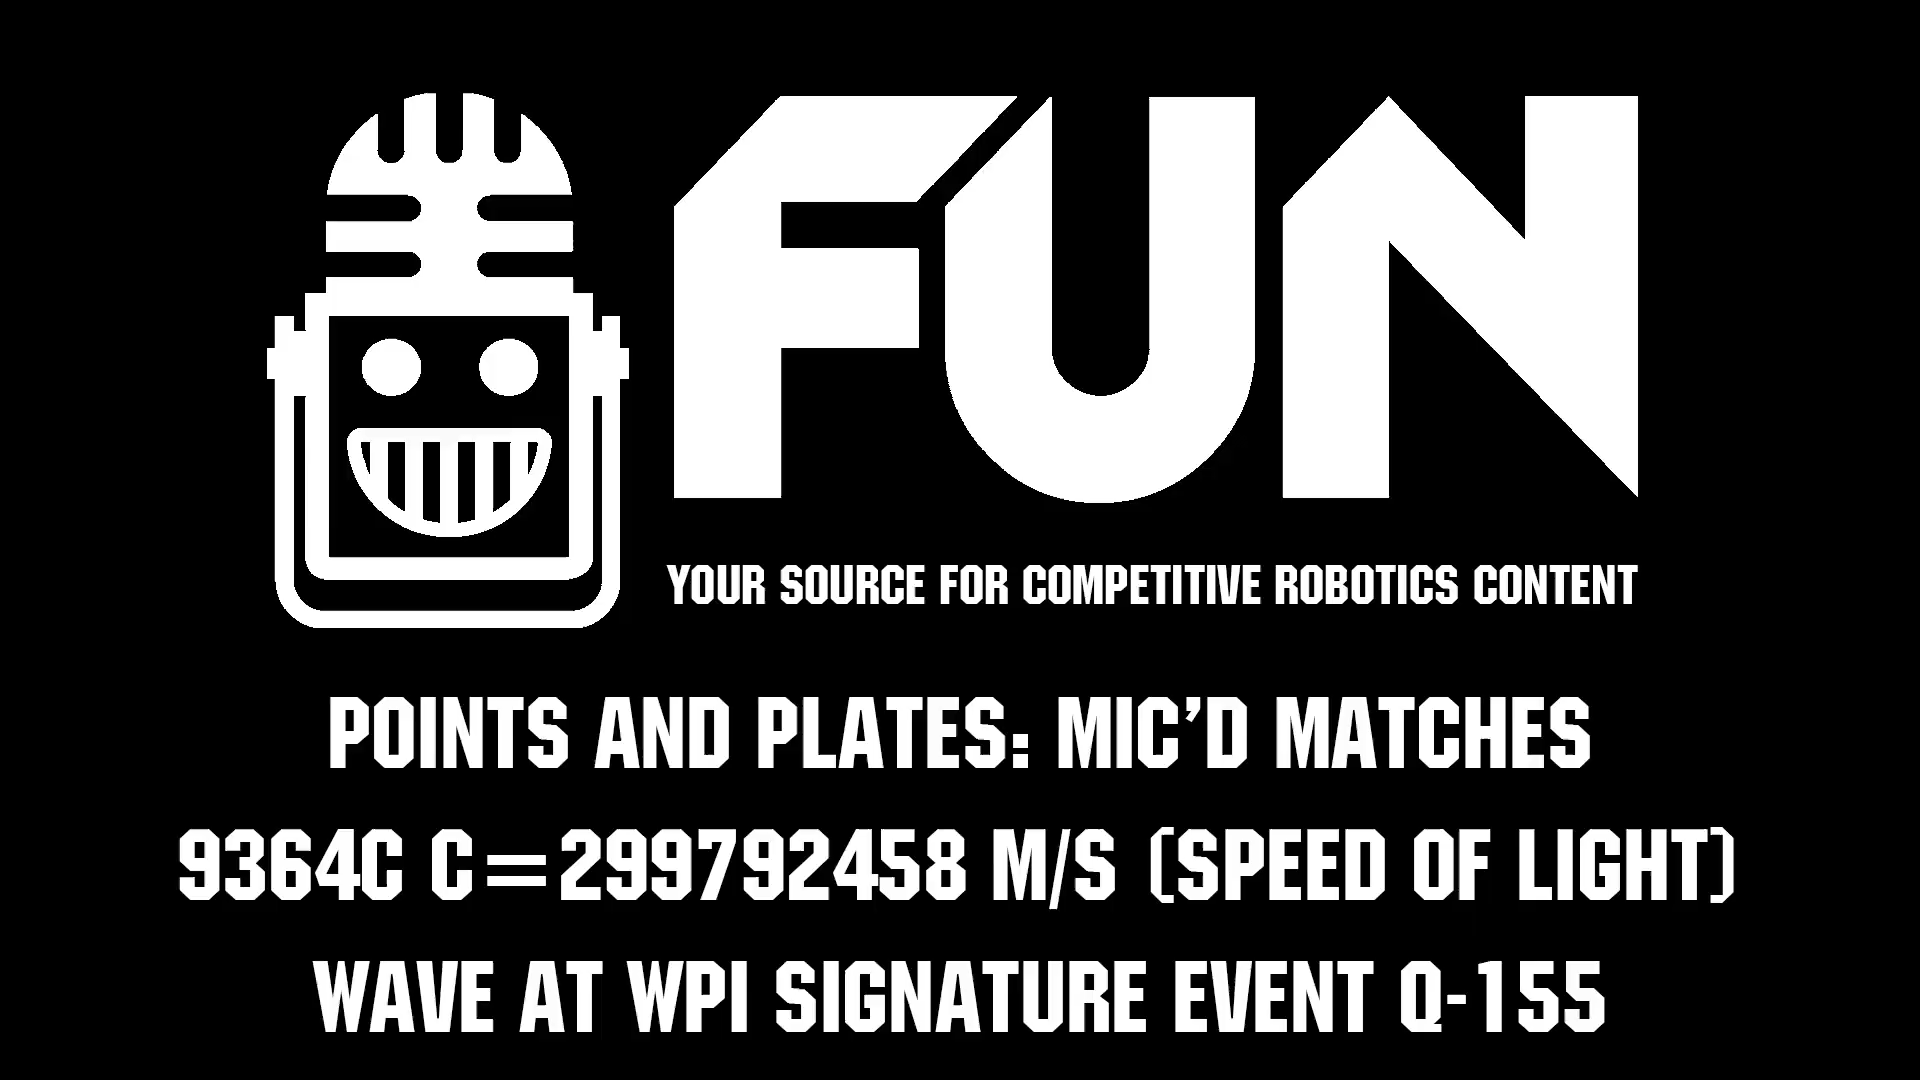 FUN
YOUR SOURCE FOR COMPETITIVE ROBOTICS CONTENT
POINTS AND PLATES: MIC'D MATCHES
9364C C=299792458 M/S (SPEED OF LIGHT)
WAVE AT WPI SIGNATURE EVENT Q-155